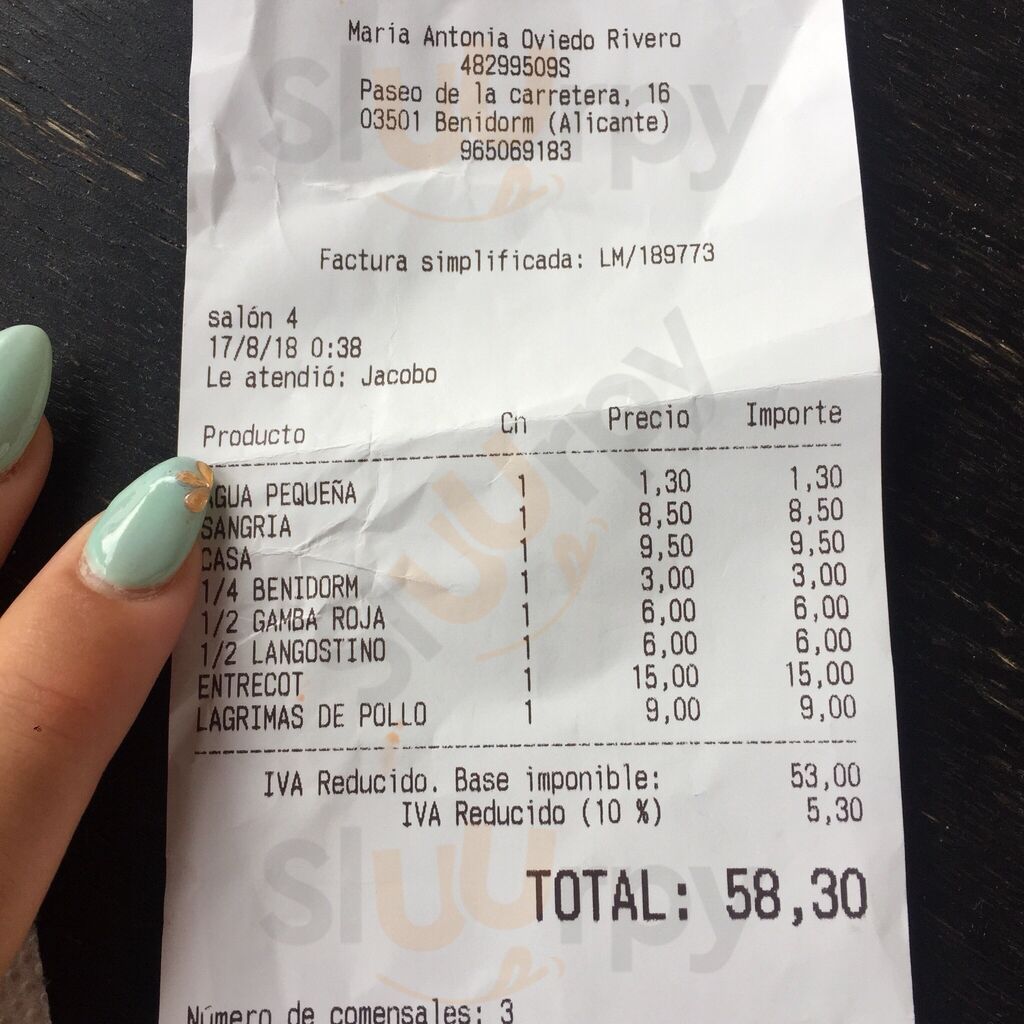 Maria Antonia Oviedo Rivero
48299509S
Paseo de la carretera, 16
03501 Benidorm (Alicante)
965069183
Factura simplificada: LM/189773
salón 4
17/8/18 0:38
Le atendió: Jacobo
Producto Cn Precio Importe
AGUA PEQUEÑA 1 1,30 1,30
SANGRIA 1 8,50 8,50
CASA 1 9,50 9,50
1/4 BENIDORM 1 3,00 3,00
1/2 GAMBA ROJA 1 6,00 6,00
1/2 LANGOSTINO 1 6,00 6,00
ENTRECOT 1 15,00 15,00
LAGRIMAS DE POLLO 1 9,00 9,00
IVA Reducido. Base imponible: 53,00
IVA Reducido (10 %) 5,30
TOTAL: 58,30
Número de comensales: 3
Sluurpy
Sluurpy
Sluurpy